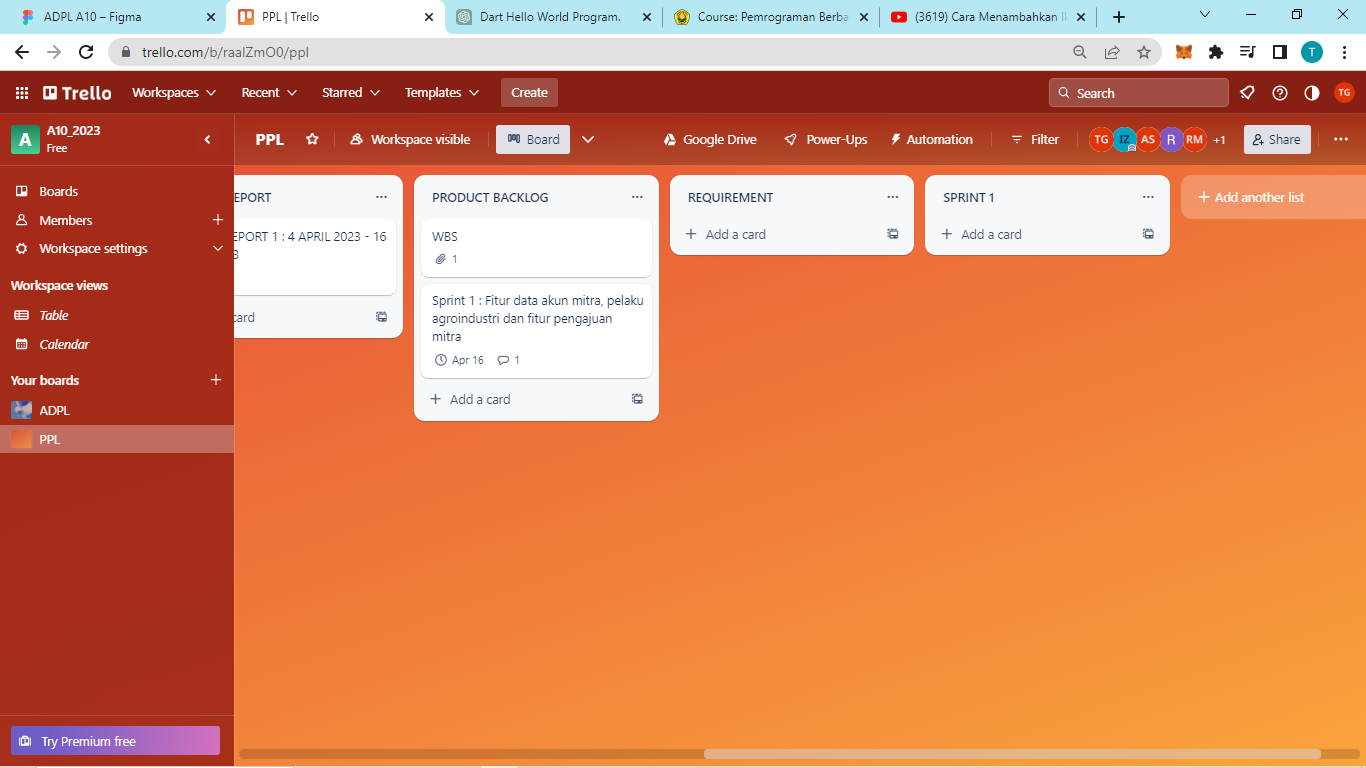 ADPL A10 – Figma
PPL | Trello
Dart Hello World Program.
Course: Pemrograman Berba
(3619) Cara Menambahkan Ik
trello.com/b/raalZmO0/ppl
T
Trello
Workspaces
Recent
Starred
Templates
Create
Search
TG
A
A10_2023
Free
PPL
Workspace visible
Board
Google Drive
Power-Ups
Automation
Filter
TG
IZ
AS
R
RM
+1
Share
Boards
Members
Workspace settings
Workspace views
Table
Calendar
Your boards
ADPL
PPL
Try Premium free
EPORT
EPORT 1 : 4 APRIL 2023 - 16
3
card
PRODUCT BACKLOG
WBS
1
Sprint 1 : Fitur data akun mitra, pelaku
agroindustri dan fitur pengajuan
mitra
Apr 16
1
Add a card
REQUIREMENT
Add a card
SPRINT 1
Add a card
Add another list